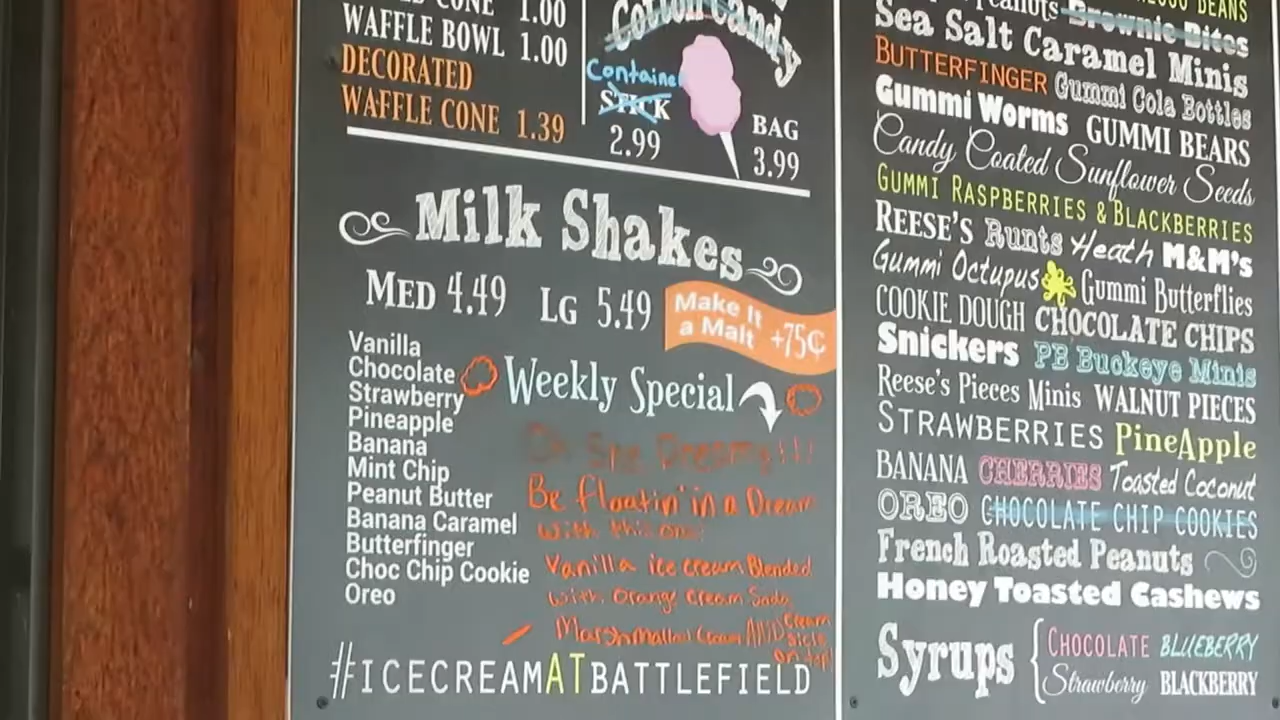 CONE 1.00
WAFFLE BOWL 1.00
DECORATED
WAFFLE CONE 1.39
Cotton Candy
Container
STICK
2.99
BAG
3.99
Milk Shakes
MED 4.49 LG 5.49
Make It
a Malt +75¢
Vanilla
Chocolate
Strawberry
Pineapple
Banana
Mint Chip
Peanut Butter
Banana Caramel
Butterfinger
Choc Chip Cookie
Oreo
Weekly Special
Be floatin' in a Dream
with this one!
Vanilla ice cream Blended
with Orange Cream Soda
Marshmallow Cream AND Cream
sicle
on top!
#ICECREAMATBATTLEFIELD
BEANS
Peanuts Brownie Bites
Sea Salt Caramel Minis
BUTTERFINGER Gummi Cola Bottles
Gummi Worms GUMMI BEARS
Candy Coated Sunflower Seeds
GUMMI RASPBERRIES & BLACKBERRIES
REESE'S Runts Heath M&M's
Gummi Octupus Gummi Butterflies
COOKIE DOUGH CHOCOLATE CHIPS
Snickers PB Buckeye Minis
Reese's Pieces Minis WALNUT PIECES
STRAWBERRIES PineApple
BANANA CHERRIES Toasted Coconut
OREO CHOCOLATE CHIP COOKIES
French Roasted Peanuts
Honey Toasted Cashews
Syrups { CHOCOLATE BLUEBERRY
Strawberry BLACKBERRY